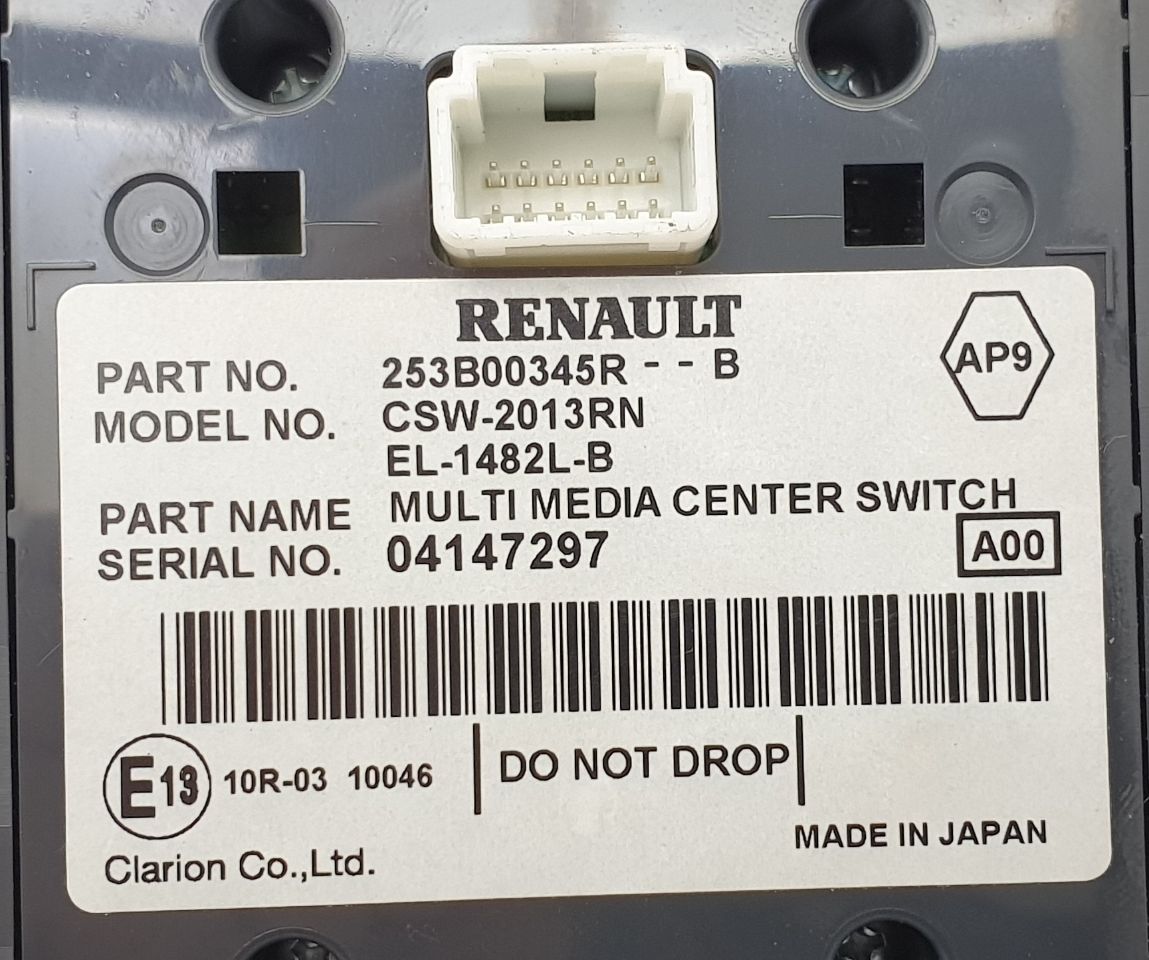 RENAULT
PART NO. 253B00345R - - B
AP9
MODEL NO. CSW-2013RN
EL-1482L-B
PART NAME MULTI MEDIA CENTER SWITCH
SERIAL NO. 04147297
A00
E13 10R-03 10046
DO NOT DROP
MADE IN JAPAN
Clarion Co.,Ltd.